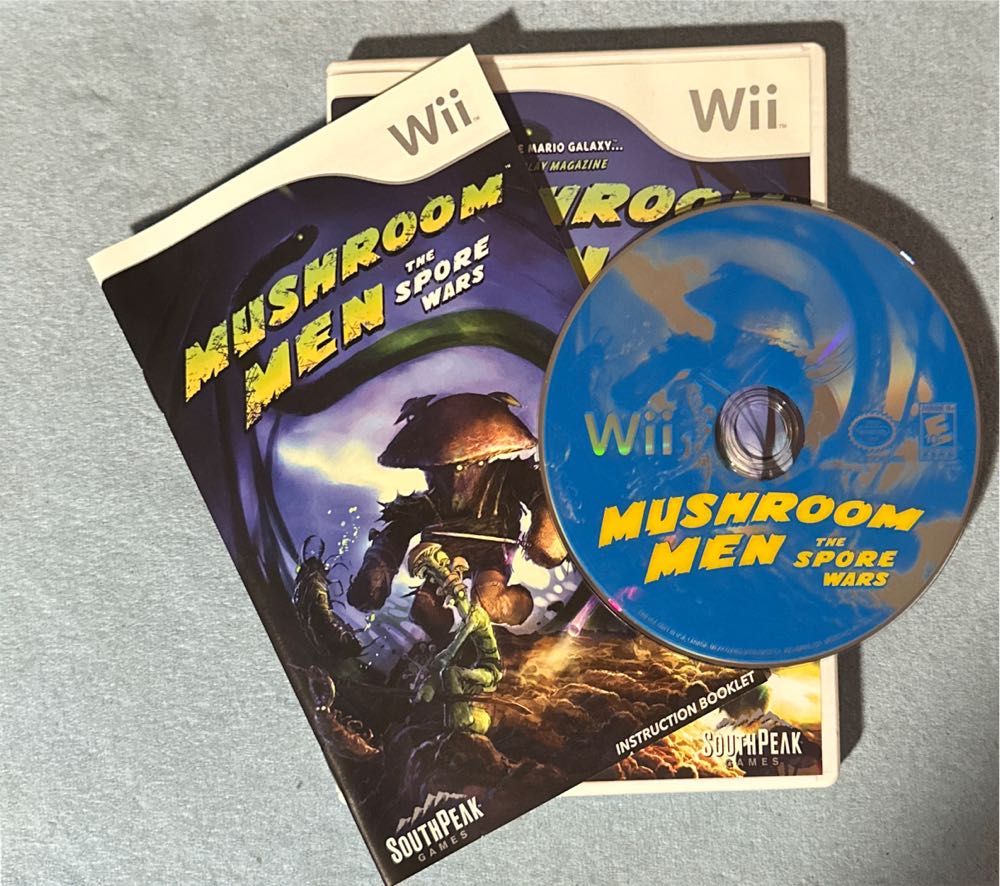 Wii
MUSHROOM
MEN
THE
SPORE
WARS
INSTRUCTION BOOKLET
SOUTHPEAK
GAMES
Wii
MARIO GALAXY...
MAGAZINE
SOUTHPEAK
GAMES
Wii
E
MUSHROOM
MEN THE
SPORE
WARS